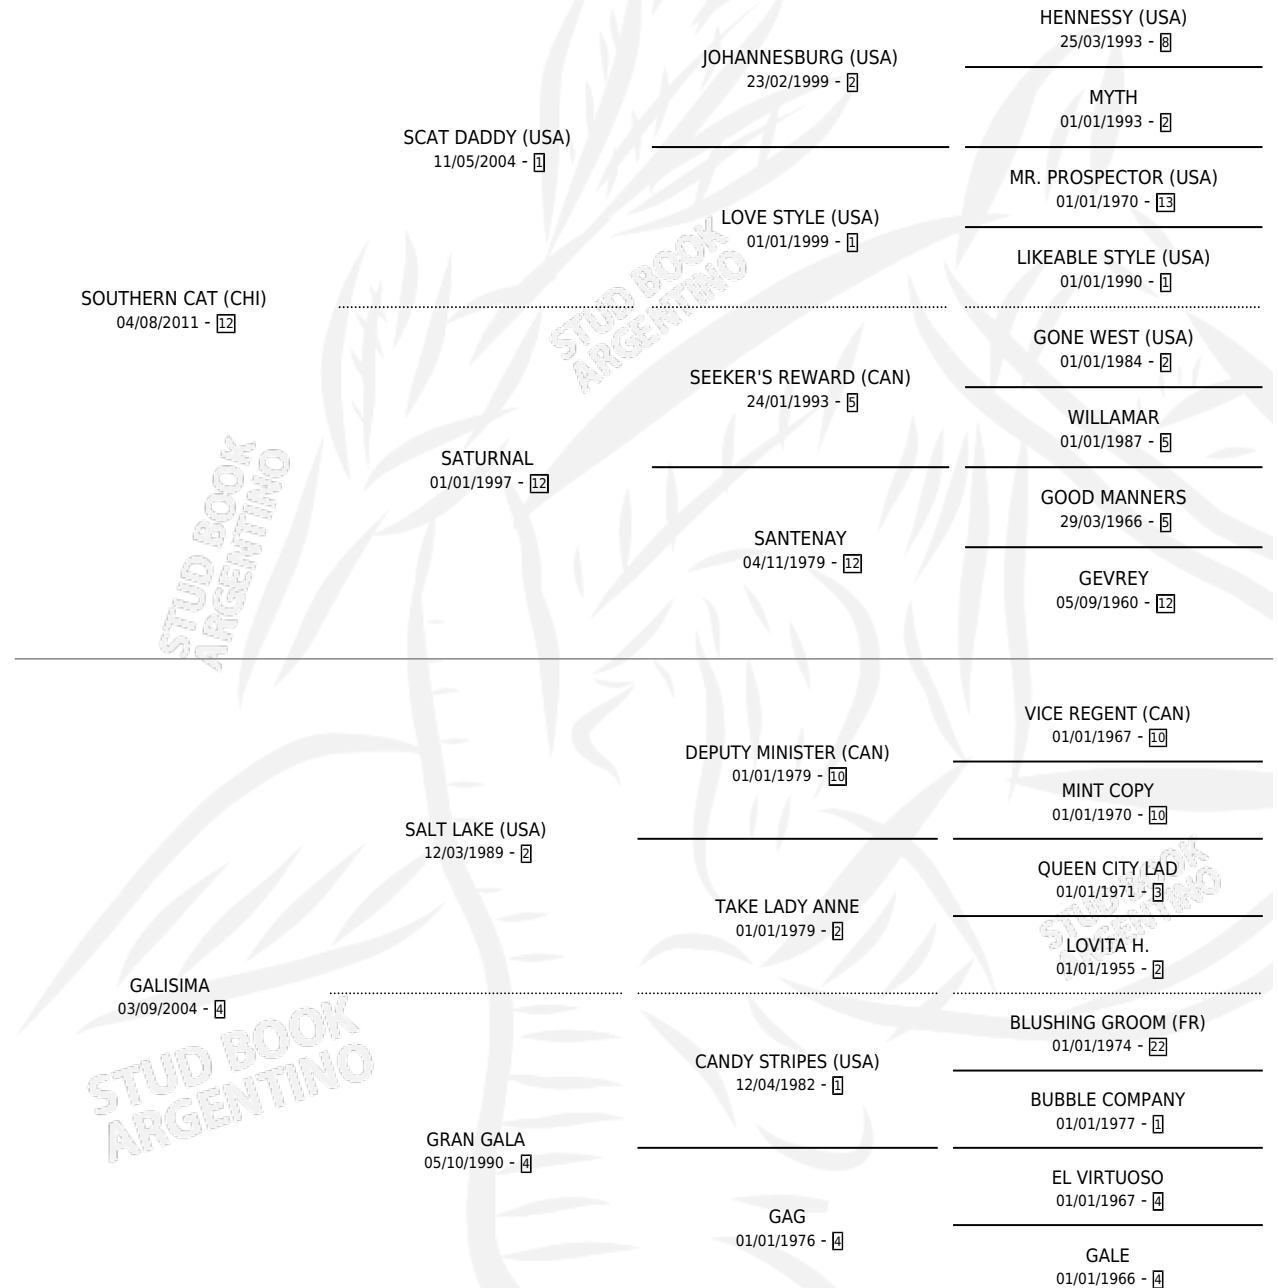 HENNESSY (USA)
25/03/1993 - 8
JOHANNESBURG (USA)
23/02/1999 - 2
MYTH
01/01/1993 - 2
SCAT DADDY (USA)
11/05/2004 - 1
MR. PROSPECTOR (USA)
01/01/1970 - 13
LOVE STYLE (USA)
01/01/1999 - 1
LIKEABLE STYLE (USA)
01/01/1990 - 1
SOUTHERN CAT (CHI)
04/08/2011 - 12
STUD BOOK
ARGENTINO
GONE WEST (USA)
01/01/1984 - 2
SEEKER'S REWARD (CAN)
24/01/1993 - 5
WILLAMAR
01/01/1987 - 5
SATURNAL
01/01/1997 - 12
GOOD MANNERS
29/03/1966 - 5
SANTENAY
04/11/1979 - 12
GEVREY
05/09/1960 - 12
STUD BOOK
ARGENTINO
VICE REGENT (CAN)
01/01/1967 - 10
DEPUTY MINISTER (CAN)
01/01/1979 - 10
MINT COPY
01/01/1970 - 10
SALT LAKE (USA)
12/03/1989 - 2
QUEEN CITY LAD
01/01/1971 - 3
TAKE LADY ANNE
01/01/1979 - 2
LOVITA H.
01/01/1955 - 2
STUD BOOK
ARGENTINO
GALISIMA
03/09/2004 - 4
BLUSHING GROOM (FR)
01/01/1974 - 22
CANDY STRIPES (USA)
12/04/1982 - 1
BUBBLE COMPANY
01/01/1977 - 1
STUD BOOK
ARGENTINO
GRAN GALA
05/10/1990 - 4
EL VIRTUOSO
01/01/1967 - 4
GAG
01/01/1976 - 4
GALE
01/01/1966 - 4